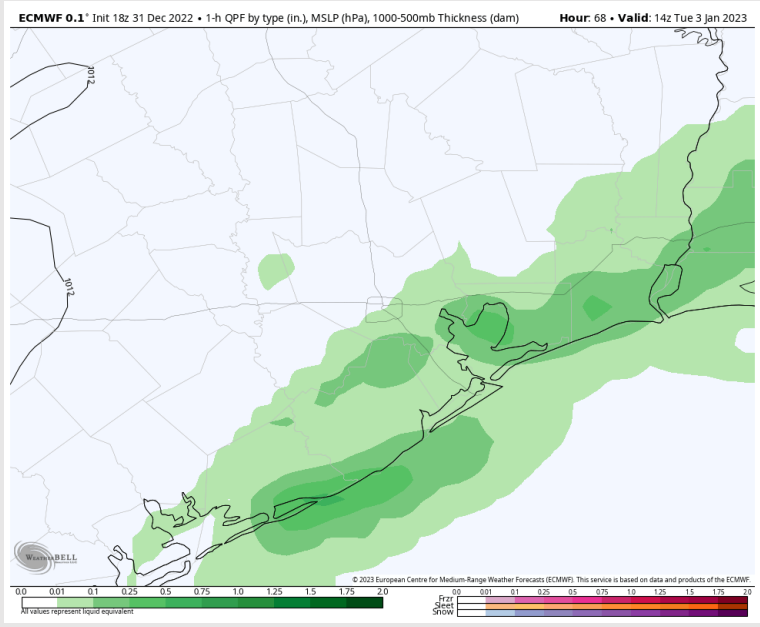 ECMWF 0.1° Init 18z 31 Dec 2022 • 1-h QPF by type (in.), MSLP (hPa), 1000-500mb Thickness (dam)
Hour: 68 • Valid: 14z Tue 3 Jan 2023
1012
1012
WEATHERBELL
© 2023 European Centre for Medium-Range Weather Forecasts (ECMWF). This service is based on data and products of the ECMWF.
0.0 0.01 0.1 0.25 0.5 0.75 1.0 1.25 1.5 1.75 2.0
All values represent liquid equivalent
0.0 0.01 0.1 0.25 0.5 0.75 1.0 1.25 1.5 1.75 2.0
Frzr
Sleet
Snow